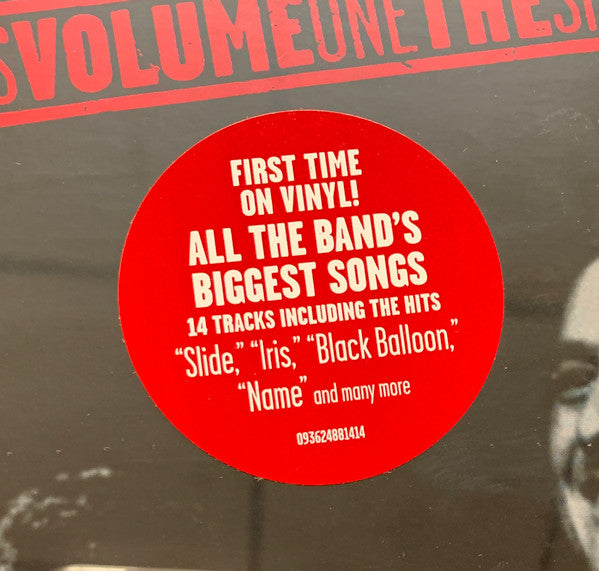 SVOLUMEONETHESI
FIRST TIME
ON VINYL!
ALL THE BAND'S
BIGGEST SONGS
14 TRACKS INCLUDING THE HITS
"Slide," "Iris," "Black Balloon,"
"Name" and many more
093624881414